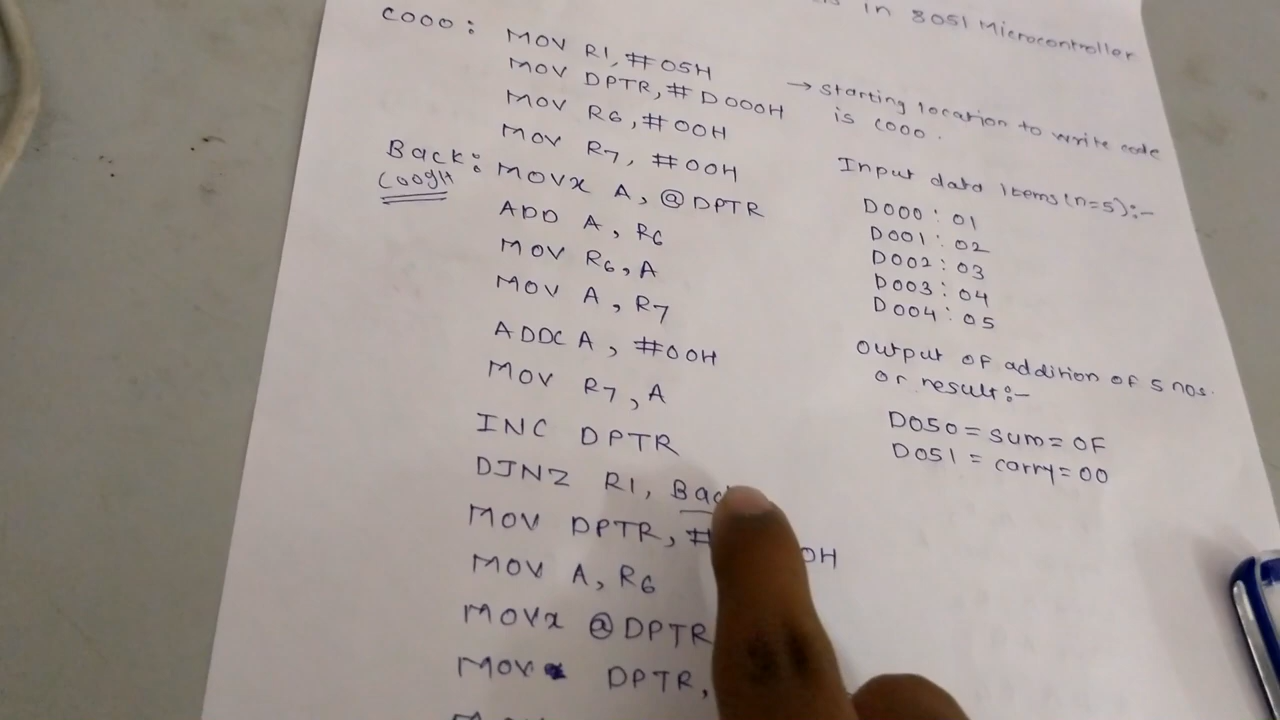 in 8051 Microcontroller
C000: MOV R1, #05H
MOV DPTR, #D000H
MOV R6, #00H
MOV R7, #00H
Back: MOVX A, @DPTR
C009H
ADD A, R6
MOV R6, A
MOV A, R7
ADDC A, #00H
MOV R7, A
INC DPTR
DJNZ R1,
MOV DPTR, #
MOV A, R6
MOVX @DPTR
MOV DPTR,
→ Starting location to write code
is C000.
Input data items (n=5):-
D000: 01
D001: 02
D002: 03
D003: 04
D004: 05
Output of addition of 5 nos.
or result:-
D050 = sum = 0F
D051 = carry = 00